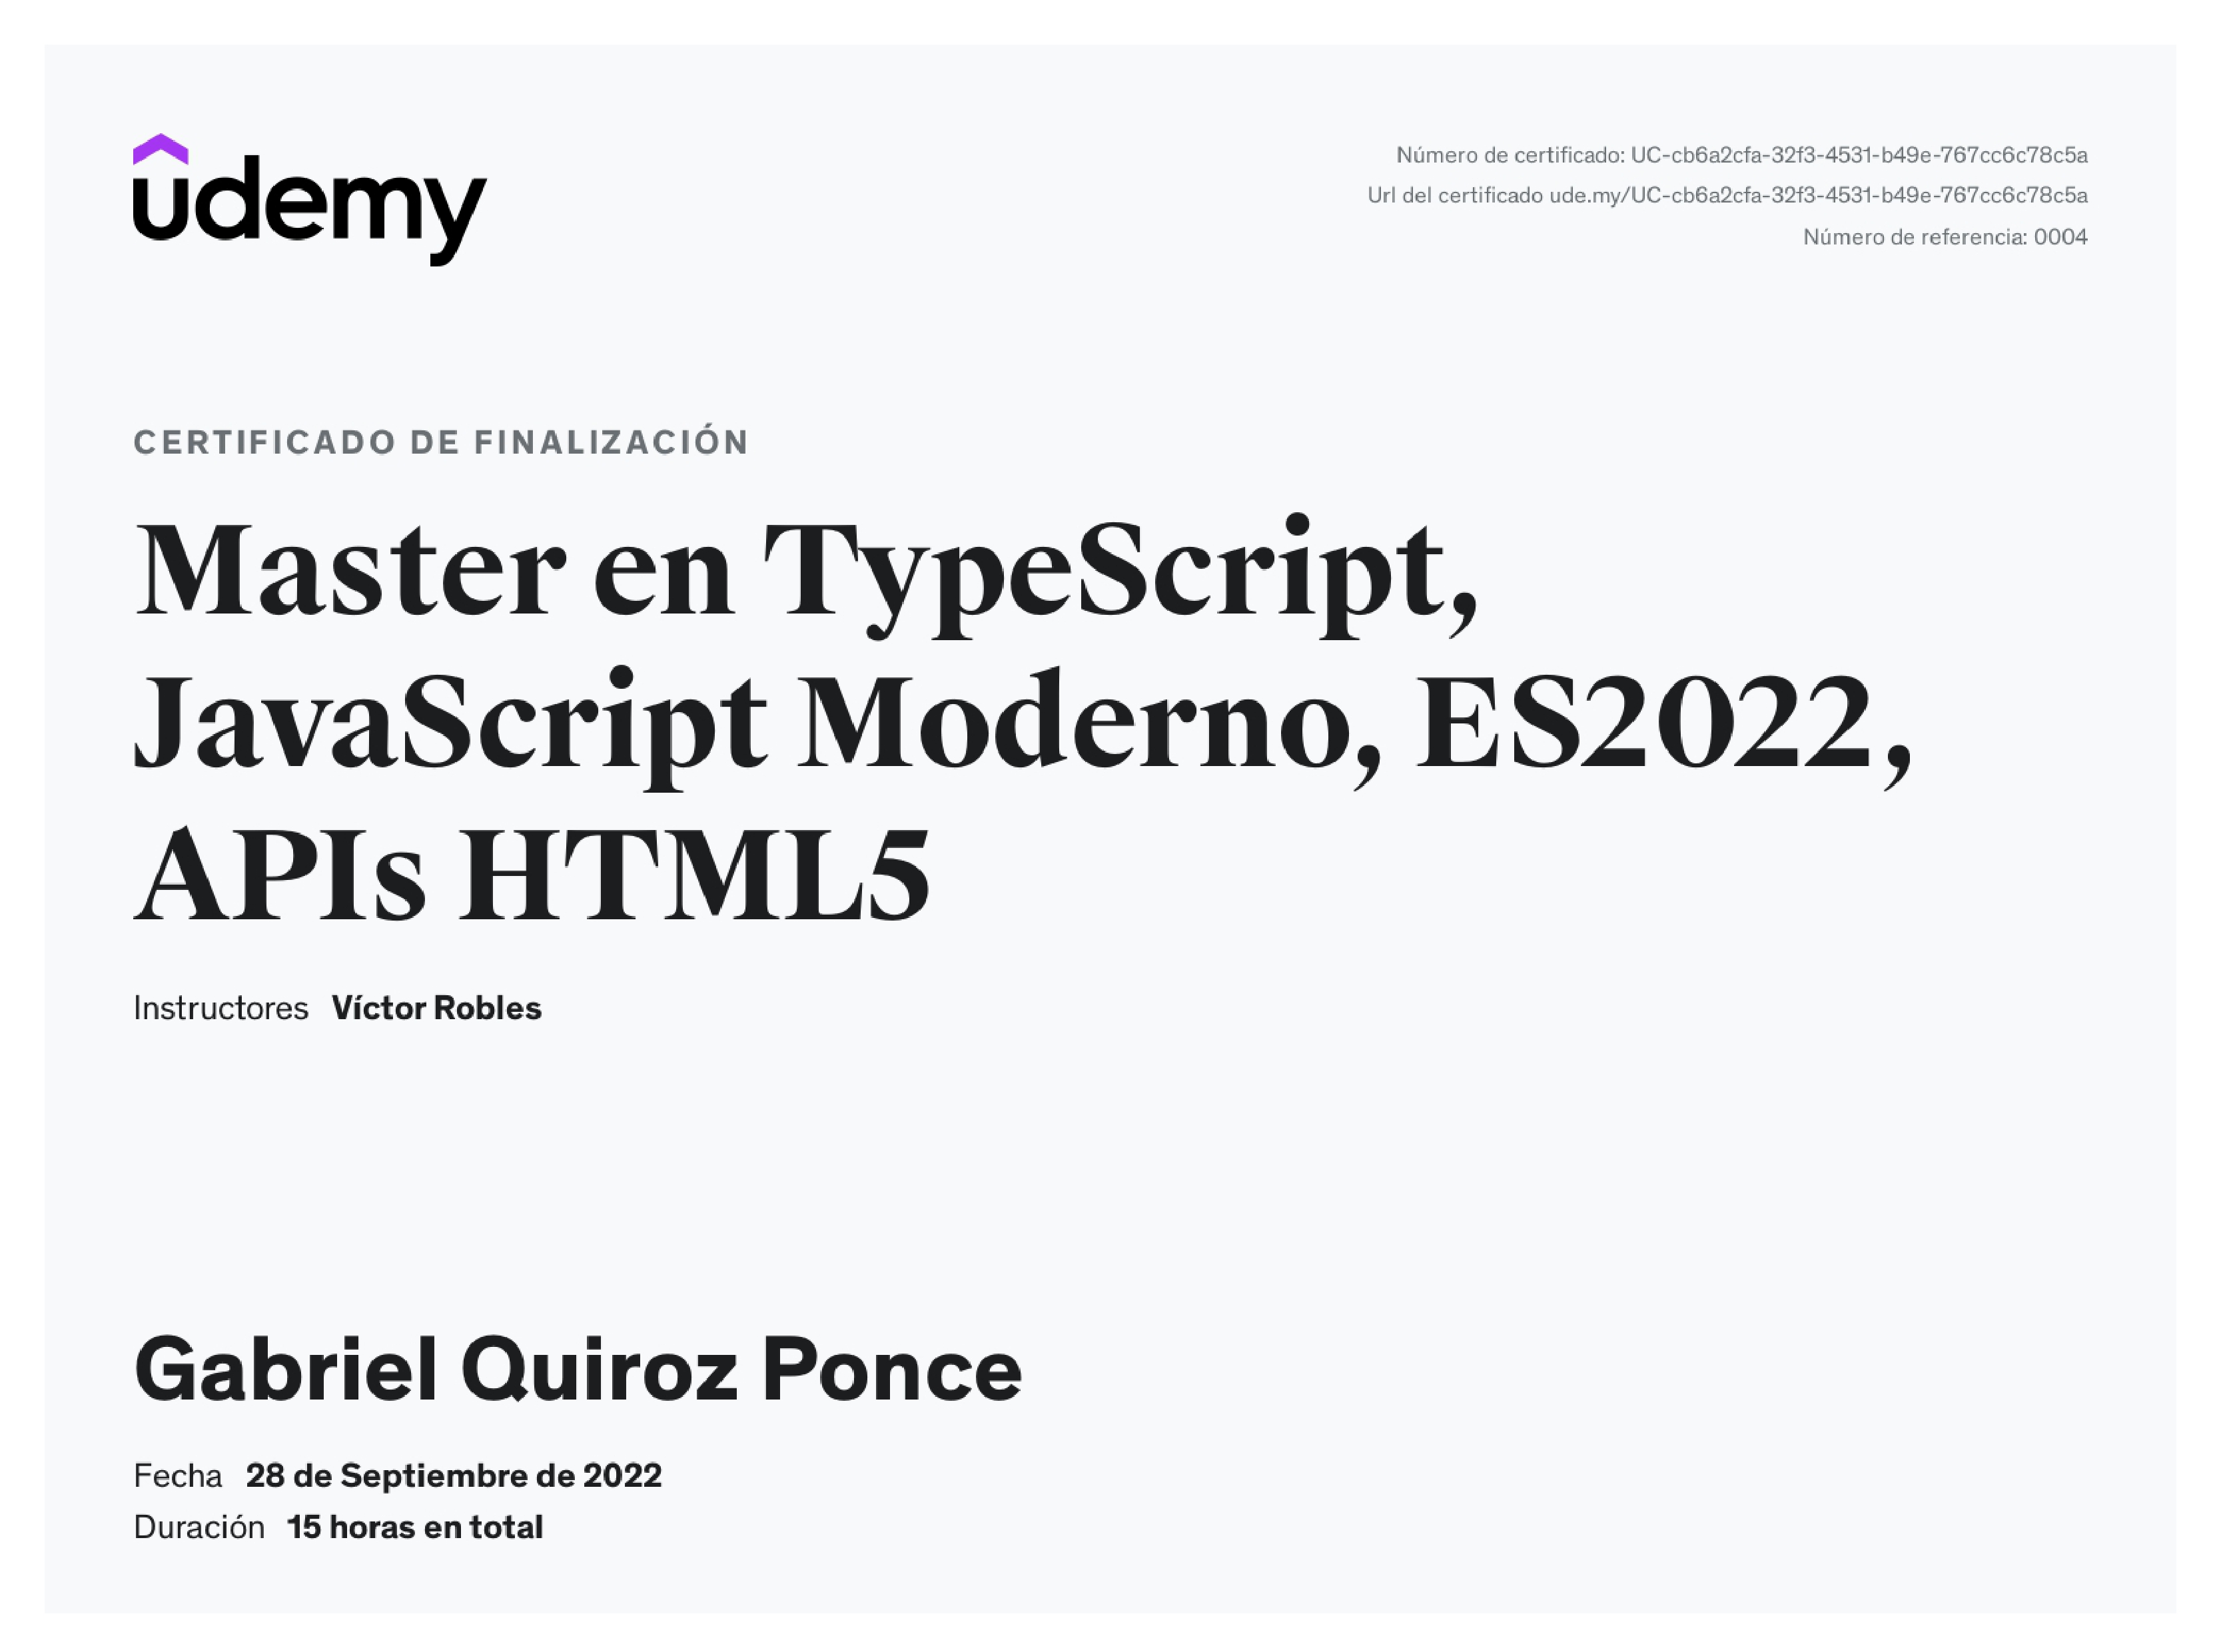 udemy
Número de certificado: UC-cb6a2cfa-32f3-4531-b49e-767cc6c78c5a
Url del certificado ude.my/UC-cb6a2cfa-32f3-4531-b49e-767cc6c78c5a
Número de referencia: 0004
CERTIFICADO DE FINALIZACIÓN
Master en TypeScript,
JavaScript Moderno, ES2022,
APIs HTML5
Instructores Víctor Robles
Gabriel Quiroz Ponce
Fecha 28 de Septiembre de 2022
Duración 15 horas en total